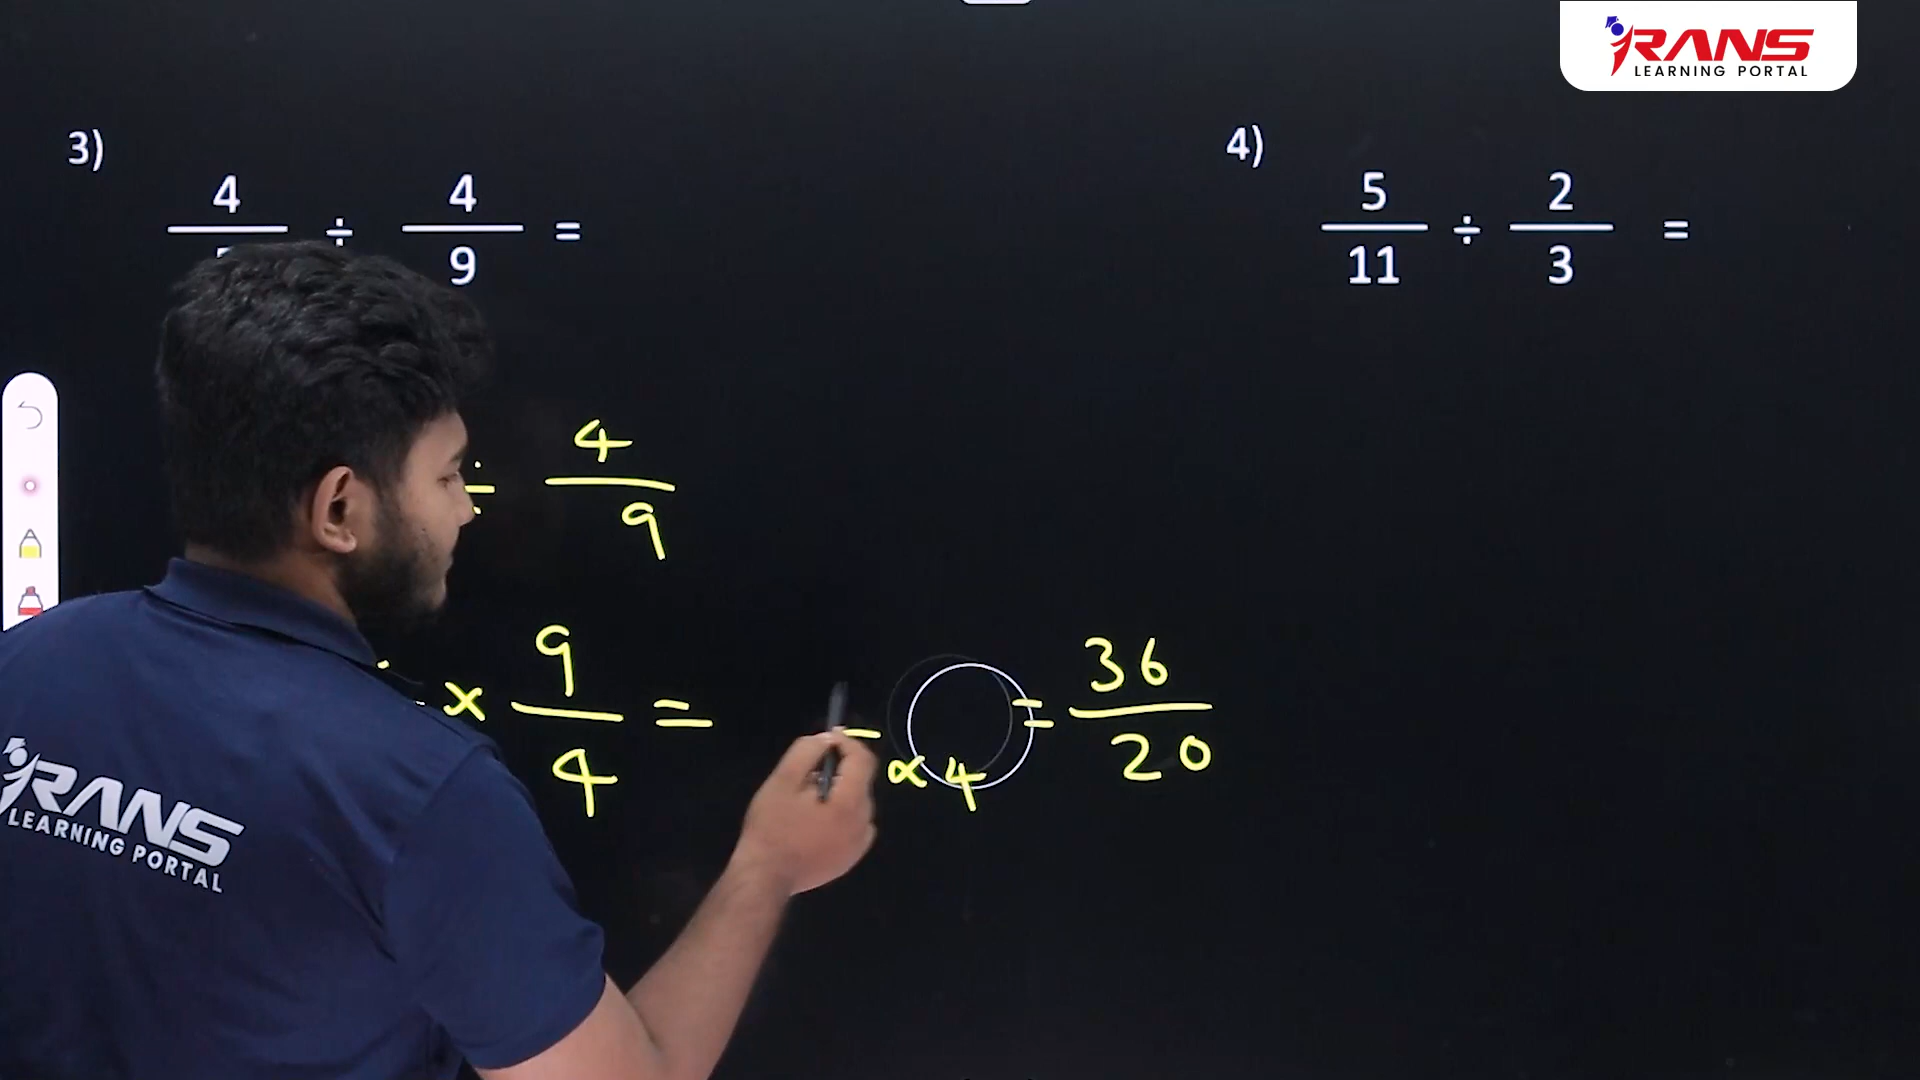 RANS
LEARNING PORTAL
3)
4 ÷ 4 =
9
4)
5 ÷ 2 =
11 3
4
÷
9
9
× =
4
= 36
× 4
20
RANS
LEARNING PORTAL